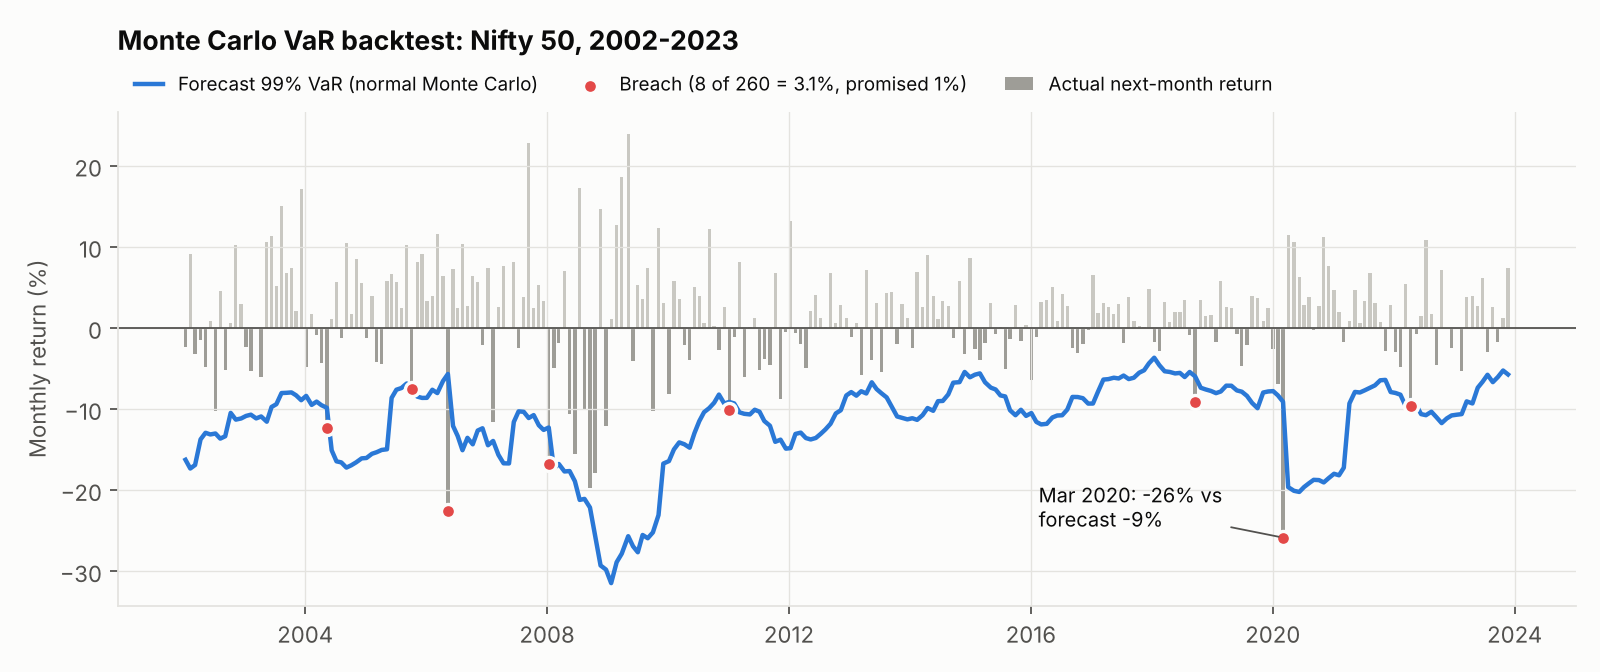 Monte Carlo VaR backtest: Nifty 50, 2002-2023
Forecast 99% VaR (normal Monte Carlo)
Breach (8 of 260 = 3.1%, promised 1%)
Actual next-month return
Monthly return (%)
20
10
0
−10
−20
−30
Mar 2020: -26% vs
forecast -9%
2004
2008
2012
2016
2020
2024